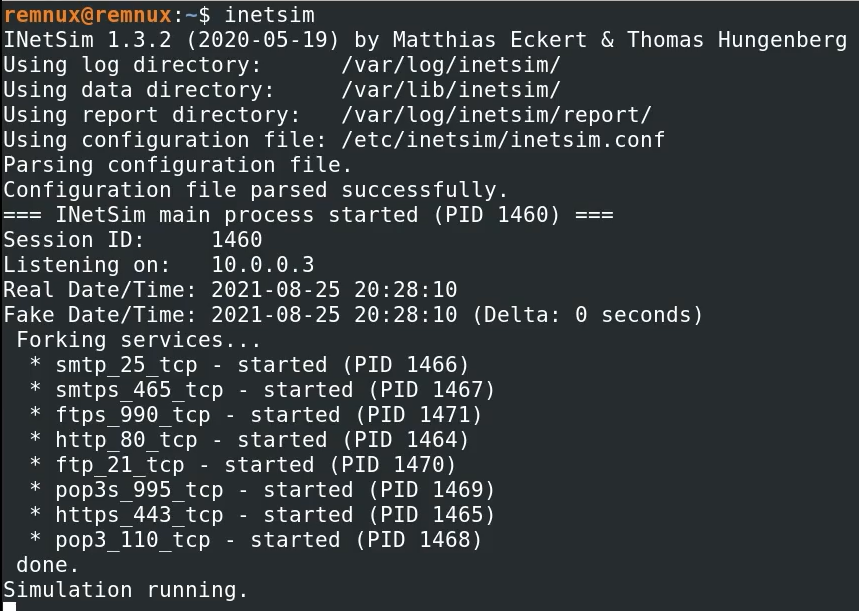 remnux@remnux:~$ inetsim
INetSim 1.3.2 (2020-05-19) by Matthias Eckert & Thomas Hungenberg
Using log directory:      /var/log/inetsim/
Using data directory:     /var/lib/inetsim/
Using report directory:   /var/log/inetsim/report/
Using configuration file: /etc/inetsim/inetsim.conf
Parsing configuration file.
Configuration file parsed successfully.
=== INetSim main process started (PID 1460) ===
Session ID:     1460
Listening on:   10.0.0.3
Real Date/Time: 2021-08-25 20:28:10
Fake Date/Time: 2021-08-25 20:28:10 (Delta: 0 seconds)
 Forking services...
  * smtp_25_tcp - started (PID 1466)
  * smtps_465_tcp - started (PID 1467)
  * ftps_990_tcp - started (PID 1471)
  * http_80_tcp - started (PID 1464)
  * ftp_21_tcp - started (PID 1470)
  * pop3s_995_tcp - started (PID 1469)
  * https_443_tcp - started (PID 1465)
  * pop3_110_tcp - started (PID 1468)
 done.
Simulation running.